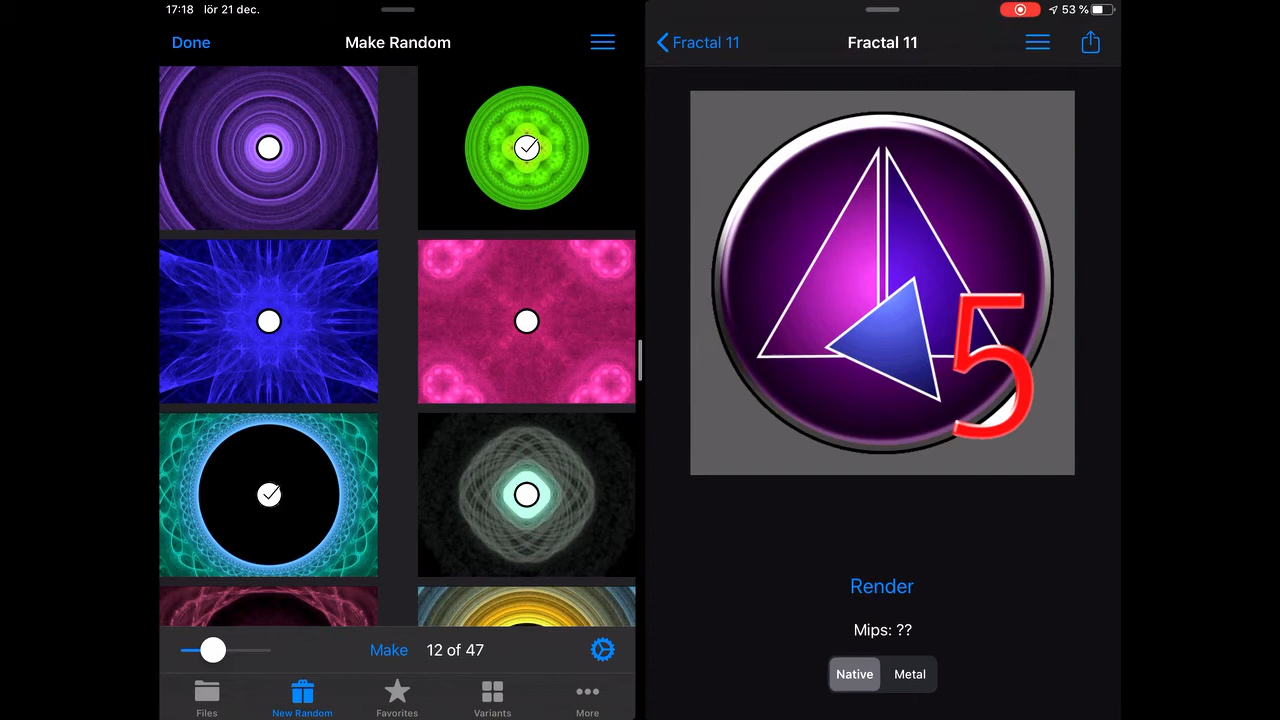 17:18 lör 21 dec.
53 %
Done
Make Random
Fractal 11
Fractal 11
5
Make
12 of 47
Files
New Random
Favorites
Variants
More
Render
Mips: ??
Native
Metal